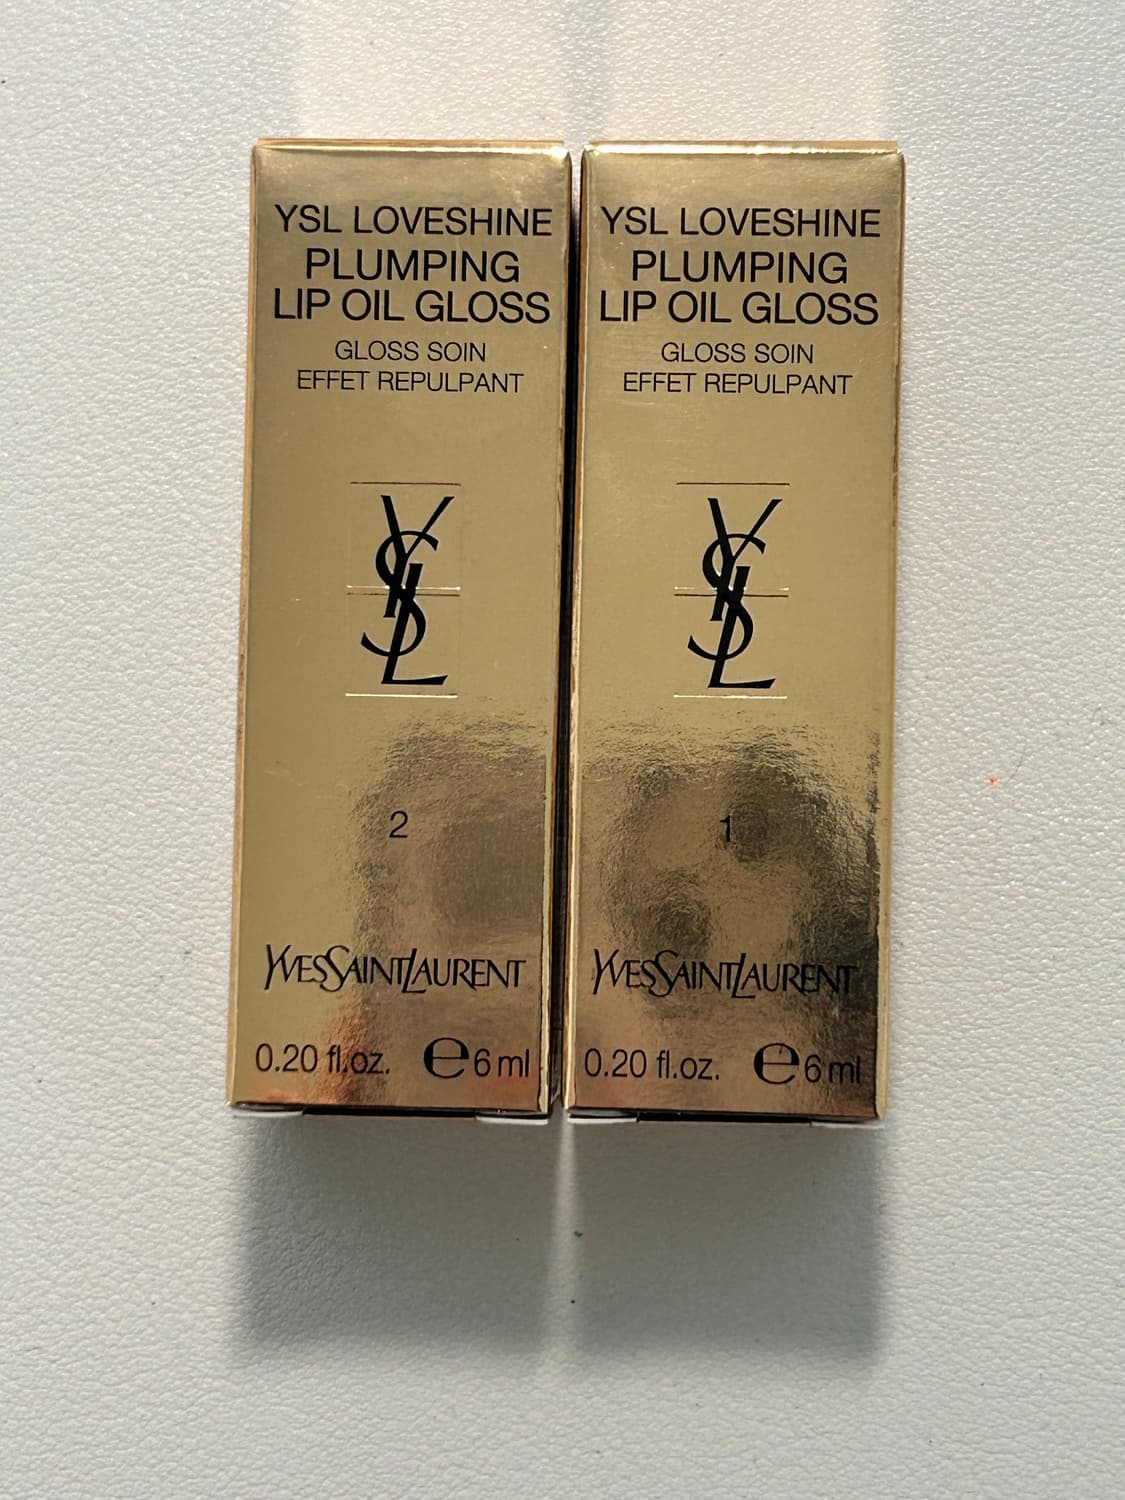 YSL LOVESHINE
PLUMPING
LIP OIL GLOSS
GLOSS SOIN
EFFET REPULPANT
YSL
2
YVESSAINTLAURENT
0.20 fl.oz. ℮ 6 ml
YSL LOVESHINE
PLUMPING
LIP OIL GLOSS
GLOSS SOIN
EFFET REPULPANT
YSL
1
YVESSAINTLAURENT
0.20 fl.oz. ℮ 6 ml